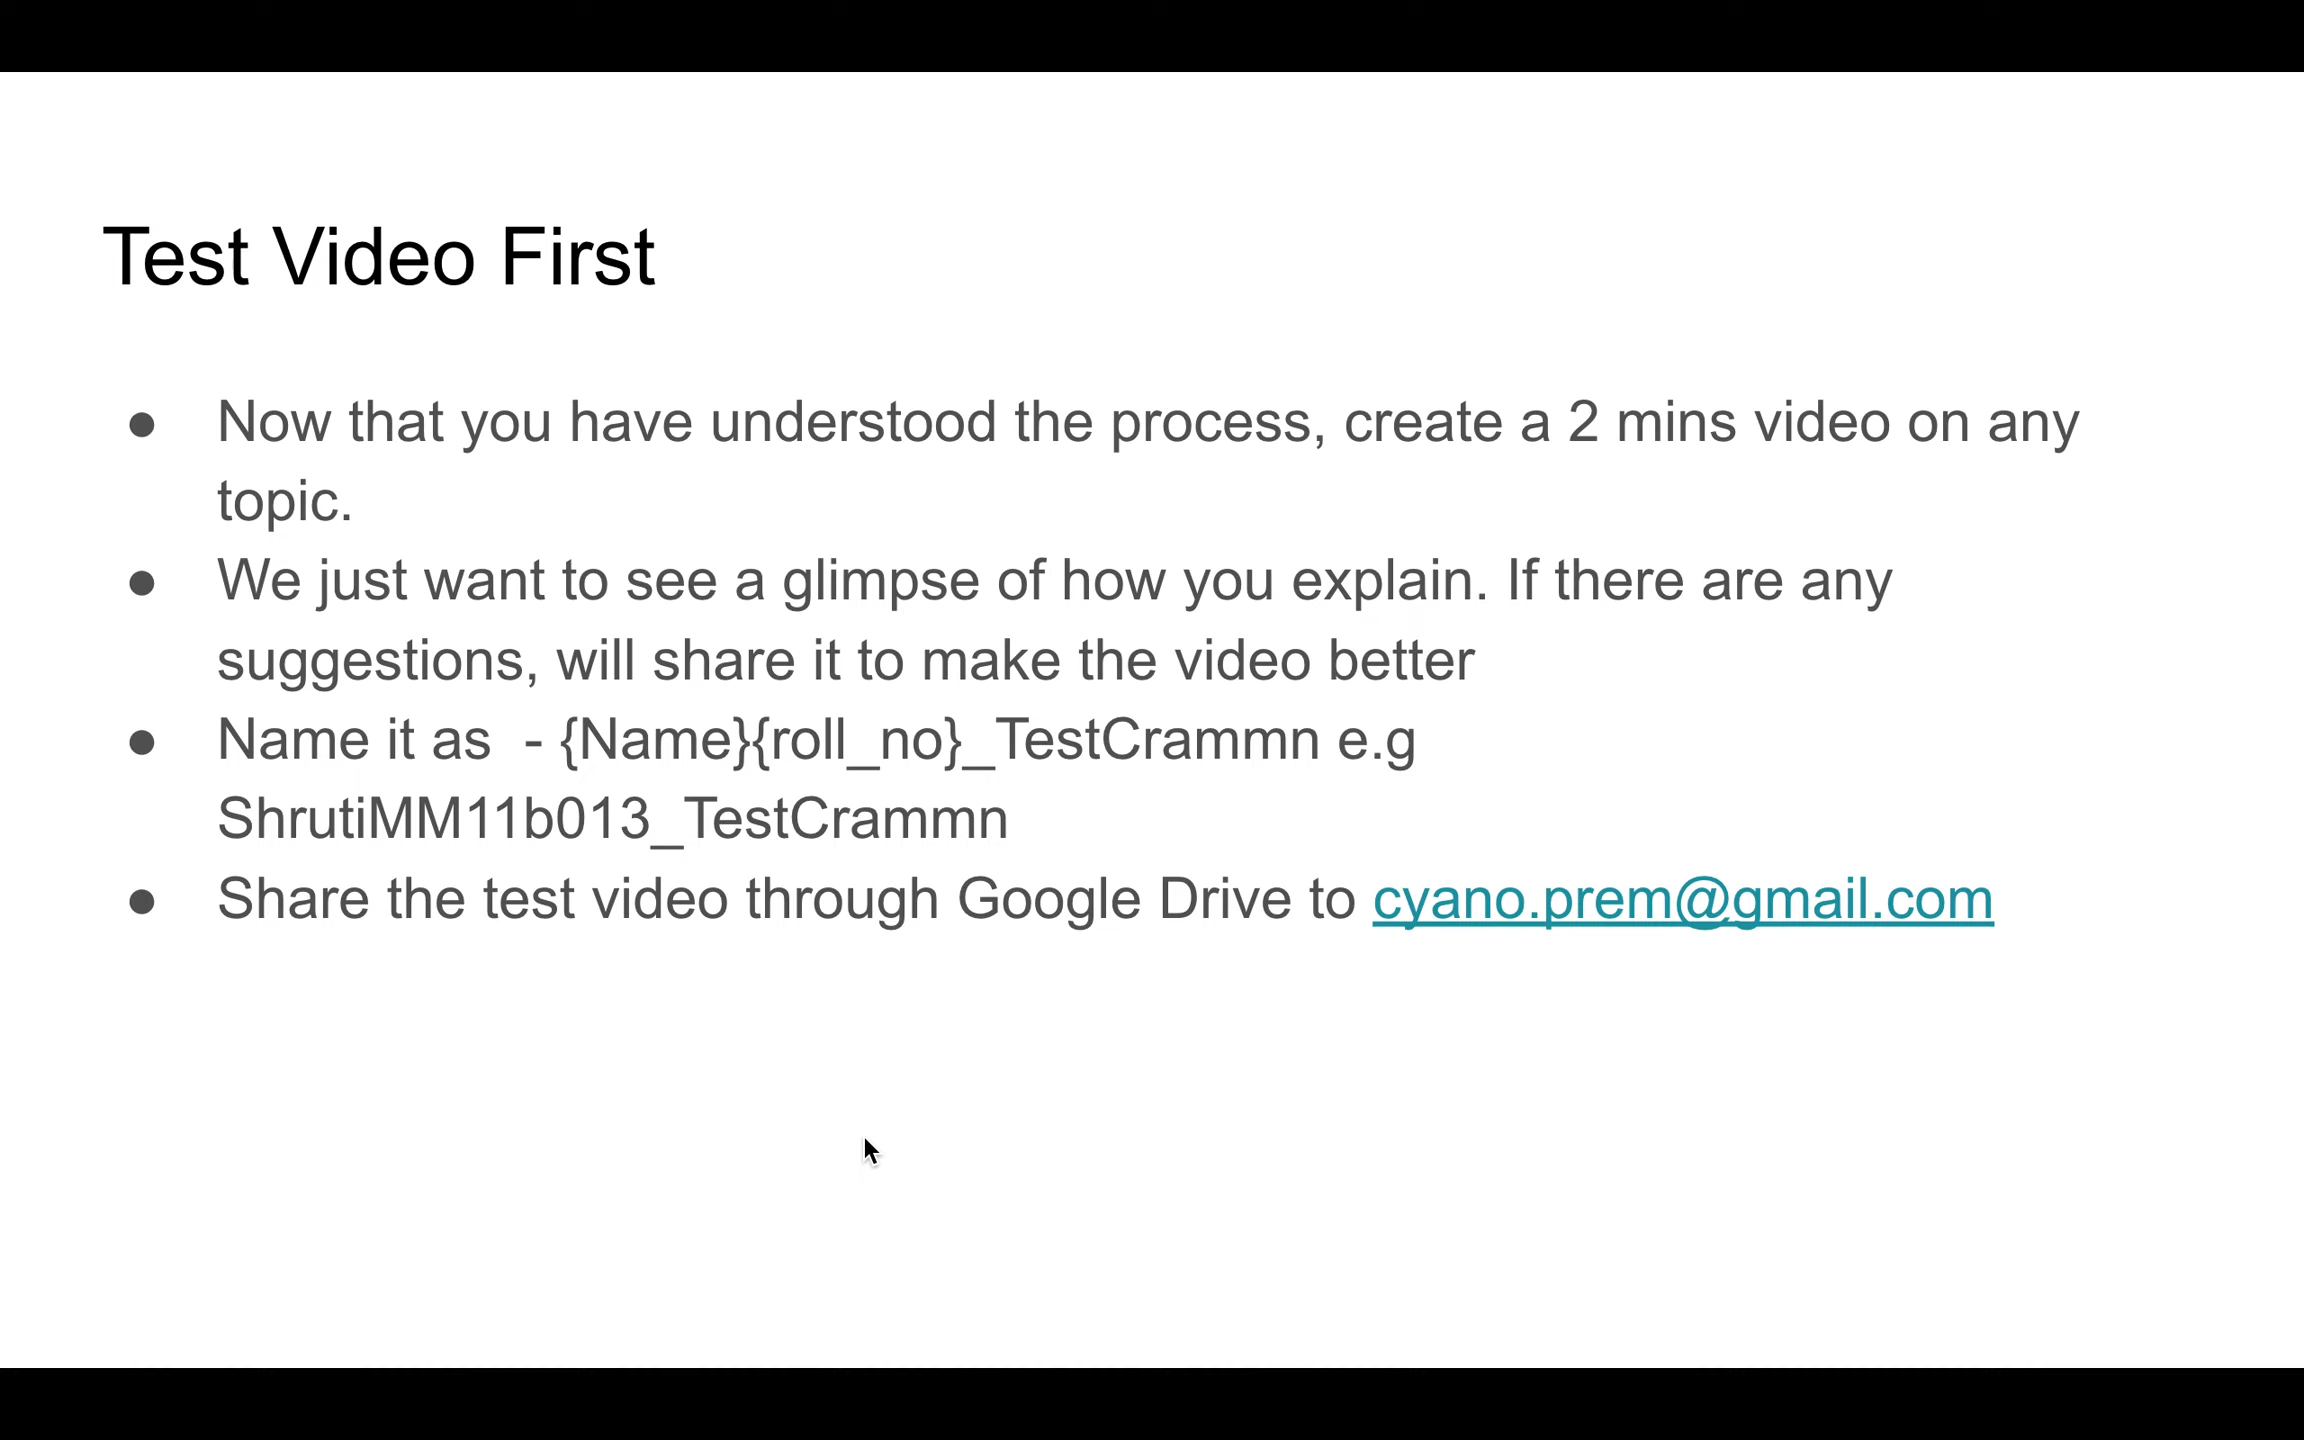 Test Video First
● Now that you have understood the process, create a 2 mins video on any
topic.
● We just want to see a glimpse of how you explain. If there are any
suggestions, will share it to make the video better
● Name it as  - {Name}{roll_no}_TestCrammn e.g
ShrutiMM11b013_TestCrammn
● Share the test video through Google Drive to cyano.prem@gmail.com